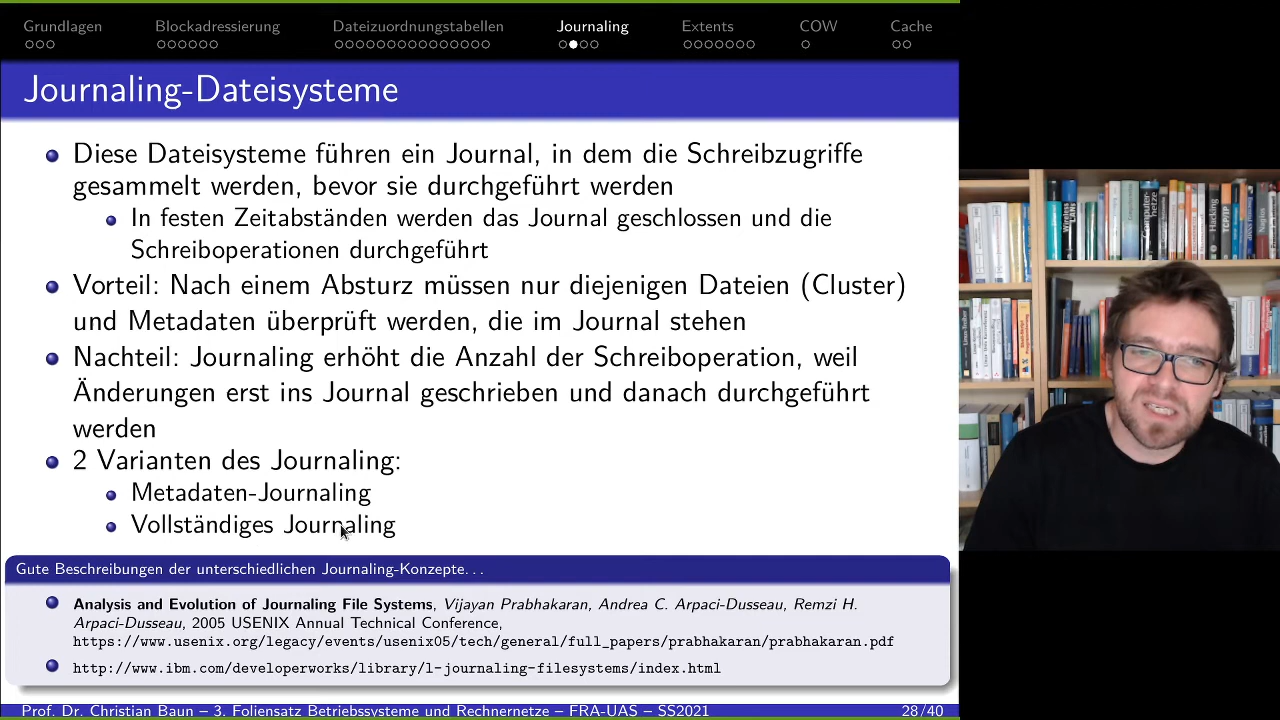 Grundlagen Blockadressierung Dateizuordnungstabellen Journaling Extents COW Cache
Journaling-Dateisysteme
Diese Dateisysteme führen ein Journal, in dem die Schreibzugriffe
gesammelt werden, bevor sie durchgeführt werden
In festen Zeitabständen werden das Journal geschlossen und die
Schreiboperationen durchgeführt
Vorteil: Nach einem Absturz müssen nur diejenigen Dateien (Cluster)
und Metadaten überprüft werden, die im Journal stehen
Nachteil: Journaling erhöht die Anzahl der Schreiboperation, weil
Änderungen erst ins Journal geschrieben und danach durchgeführt
werden
2 Varianten des Journaling:
Metadaten-Journaling
Vollständiges Journaling
Gute Beschreibungen der unterschiedlichen Journaling-Konzepte...
Analysis and Evolution of Journaling File Systems, Vijayan Prabhakaran, Andrea C. Arpaci-Dusseau, Remzi H.
Arpaci-Dusseau, 2005 USENIX Annual Technical Conference,
https://www.usenix.org/legacy/events/usenix05/tech/general/full_papers/prabhakaran/prabhakaran.pdf
http://www.ibm.com/developerworks/library/l-journaling-filesystems/index.html
Prof. Dr. Christian Baun – 3. Foliensatz Betriebssysteme und Rechnernetze – FRA-UAS – SS2021 28/40
Computer-
netze
Hacking
TCP/IP